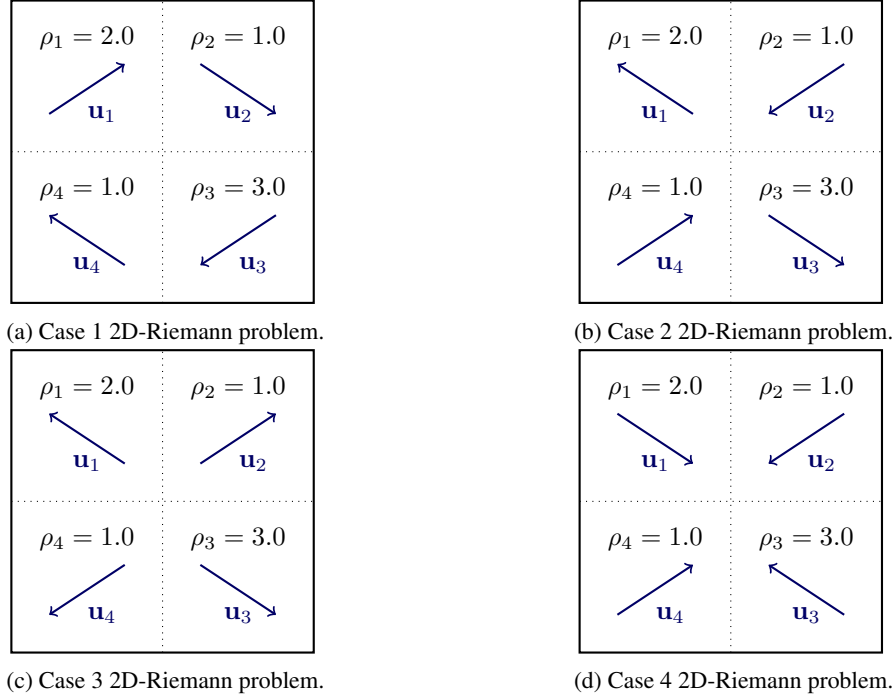 ρ₁ = 2.0 ρ₂ = 1.0
u₁ u₂
ρ₄ = 1.0 ρ₃ = 3.0
u₄ u₃
(a) Case 1 2D-Riemann problem.
ρ₁ = 2.0 ρ₂ = 1.0
u₁ u₂
ρ₄ = 1.0 ρ₃ = 3.0
u₄ u₃
(b) Case 2 2D-Riemann problem.
ρ₁ = 2.0 ρ₂ = 1.0
u₁ u₂
ρ₄ = 1.0 ρ₃ = 3.0
u₄ u₃
(c) Case 3 2D-Riemann problem.
ρ₁ = 2.0 ρ₂ = 1.0
u₁ u₂
ρ₄ = 1.0 ρ₃ = 3.0
u₄ u₃
(d) Case 4 2D-Riemann problem.